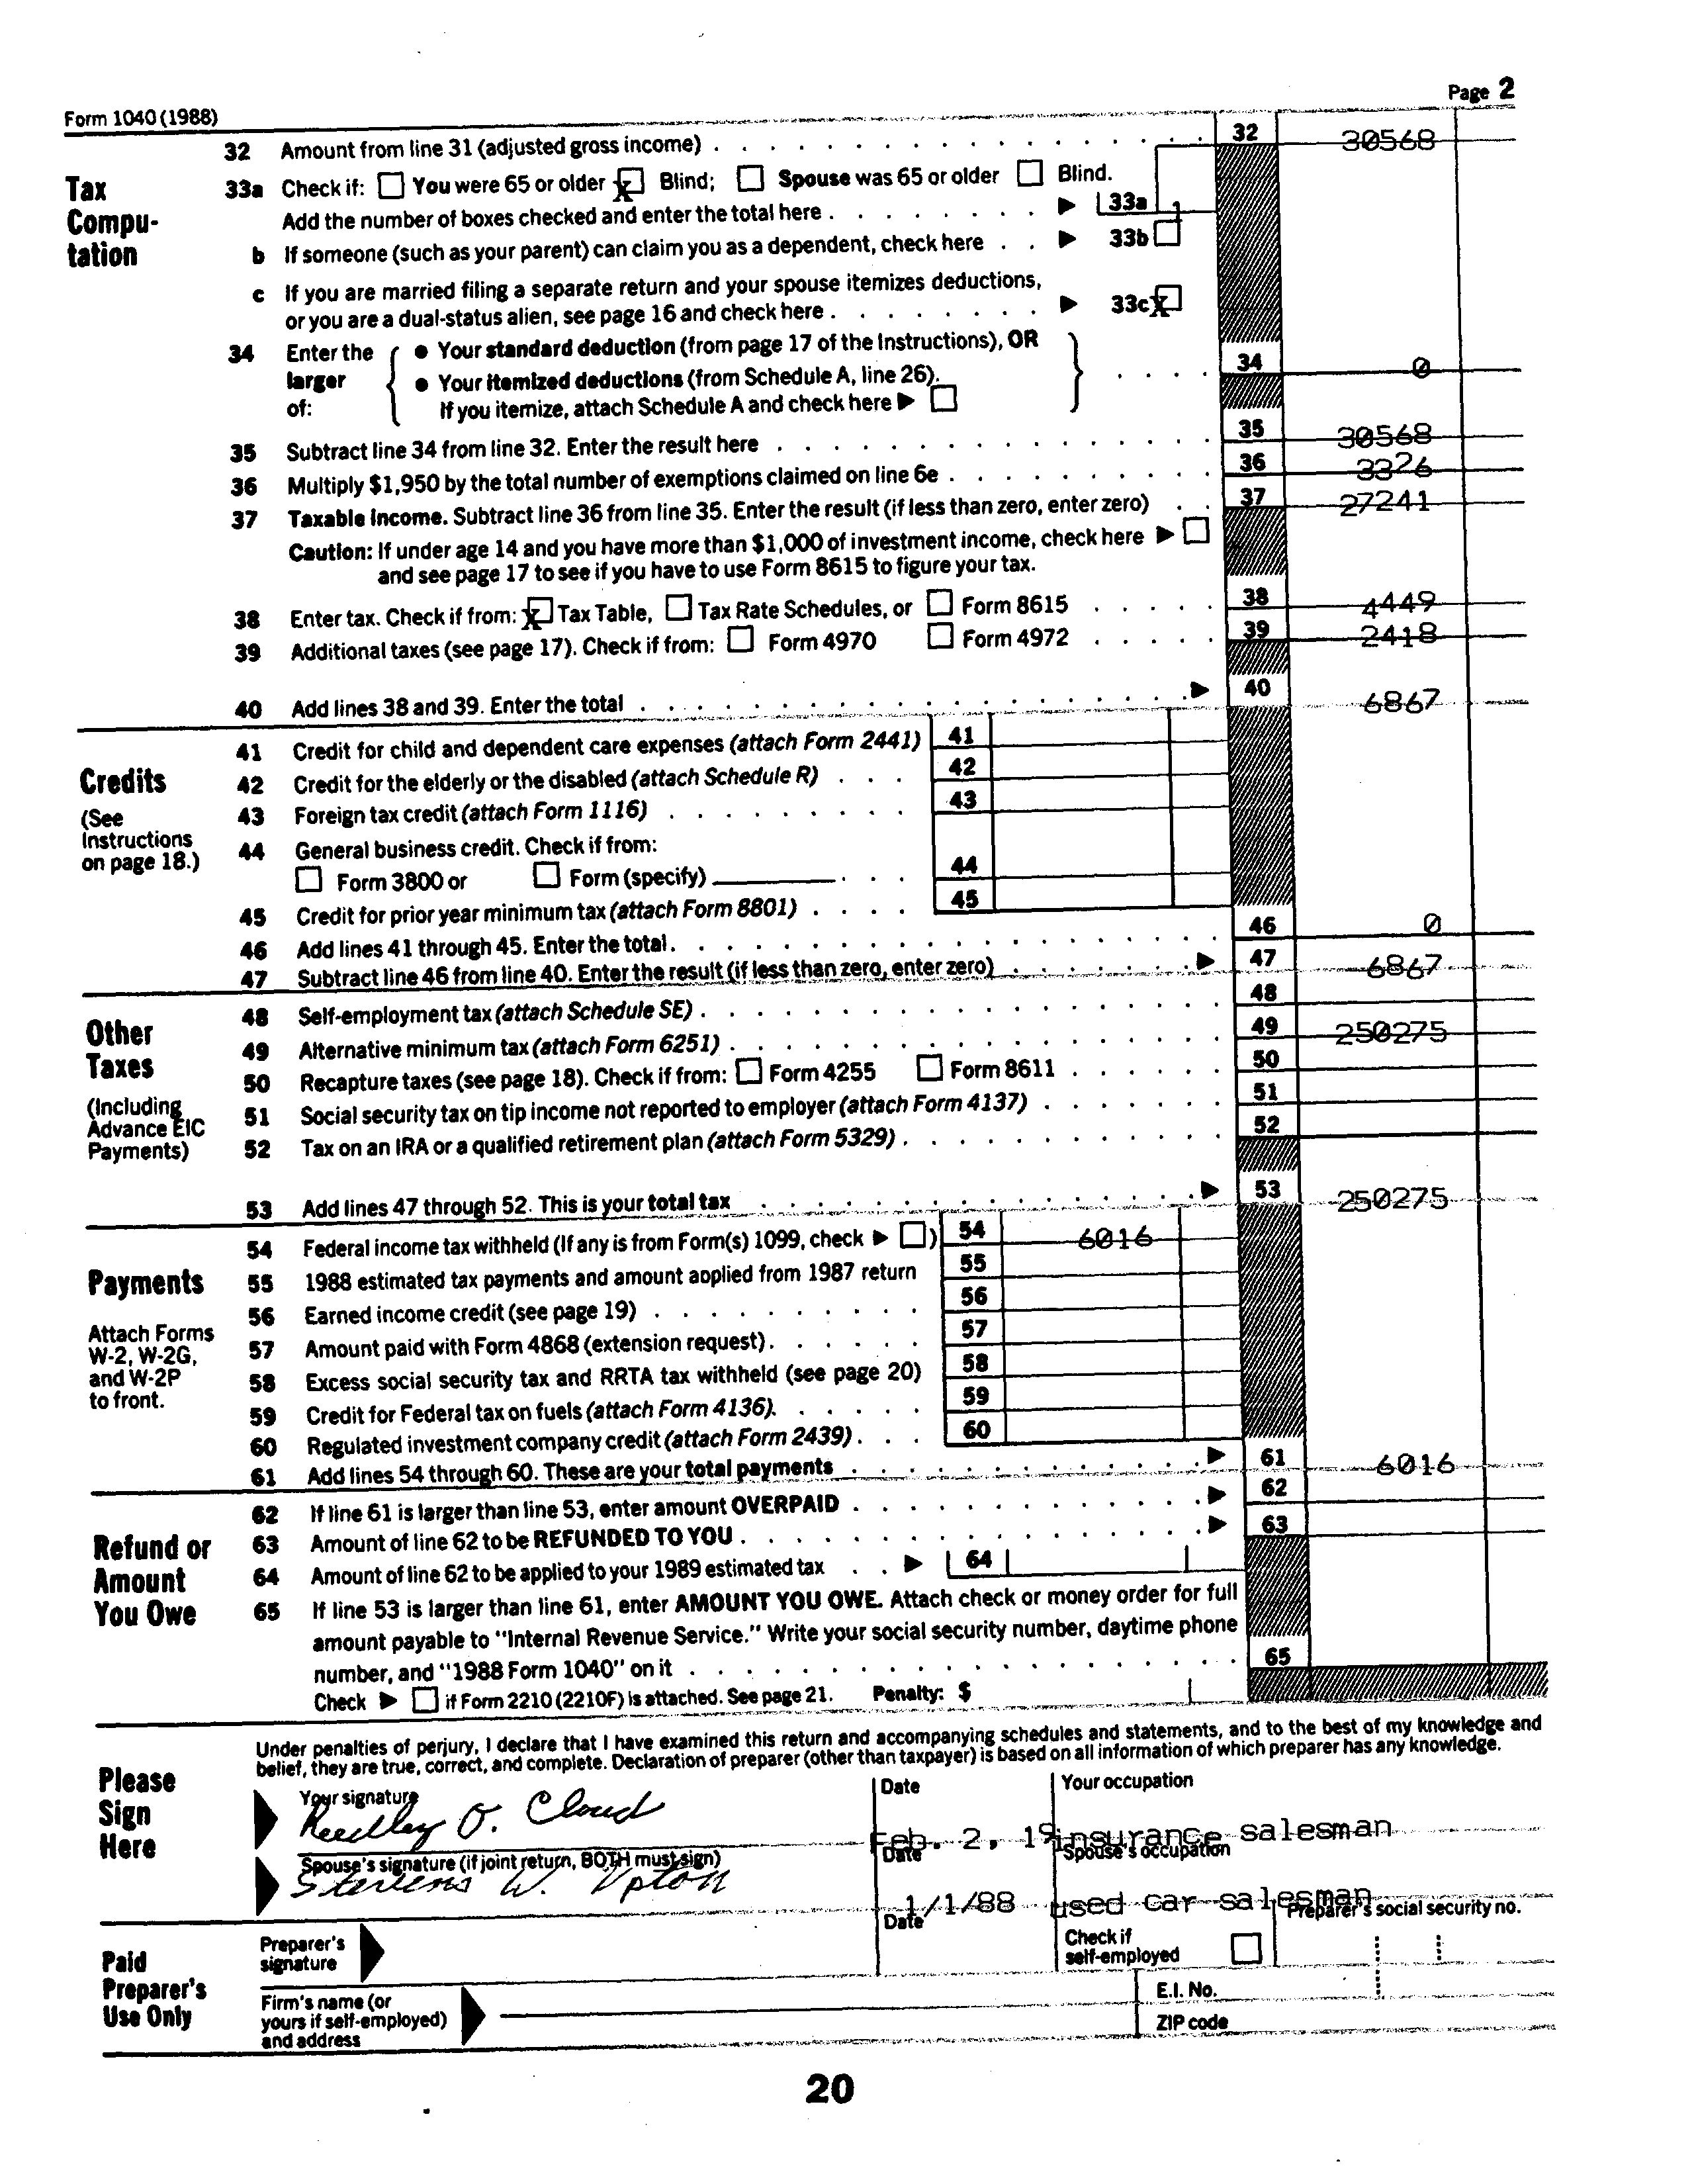 Form 1040 (1988) Page 2
32 Amount from line 31 (adjusted gross income) 32 30568
Tax Compu- tation
33a Check if: You were 65 or older X Blind; Spouse was 65 or older Blind.
Add the number of boxes checked and enter the total here 33a 1
b If someone (such as your parent) can claim you as a dependent, check here 33b
c If you are married filing a separate return and your spouse itemizes deductions,
or you are a dual-status alien, see page 16 and check here 33c X
34 Enter the larger of:
• Your standard deduction (from page 17 of the Instructions), OR
• Your itemized deductions (from Schedule A, line 26). 34 0
If you itemize, attach Schedule A and check here
35 Subtract line 34 from line 32. Enter the result here 35 30568
36 Multiply $1,950 by the total number of exemptions claimed on line 6e 36 3326
37 Taxable income. Subtract line 36 from line 35. Enter the result (if less than zero, enter zero) 37 27241
Caution: If under age 14 and you have more than $1,000 of investment income, check here
and see page 17 to see if you have to use Form 8615 to figure your tax.
38 Enter tax. Check if from: X Tax Table, Tax Rate Schedules, or Form 8615 38 4449
39 Additional taxes (see page 17). Check if from: Form 4970 Form 4972 39 2418
40 Add lines 38 and 39. Enter the total 40 6867
Credits
(See Instructions on page 18.)
41 Credit for child and dependent care expenses (attach Form 2441) 41
42 Credit for the elderly or the disabled (attach Schedule R) 42
43 Foreign tax credit (attach Form 1116) 43
44 General business credit. Check if from:
Form 3800 or Form (specify) 44
45 Credit for prior year minimum tax (attach Form 8801) 45
46 Add lines 41 through 45. Enter the total 46 0
47 Subtract line 46 from line 40. Enter the result (if less than zero, enter zero) 47 6867
Other Taxes
(Including Advance EIC Payments)
48 Self-employment tax (attach Schedule SE) 48
49 Alternative minimum tax (attach Form 6251) 49 250275
50 Recapture taxes (see page 18). Check if from: Form 4255 Form 8611 50
51 Social security tax on tip income not reported to employer (attach Form 4137) 51
52 Tax on an IRA or a qualified retirement plan (attach Form 5329) 52
53 Add lines 47 through 52. This is your total tax 53 250275
Payments
Attach Forms W-2, W-2G, and W-2P to front.
54 Federal income tax withheld (If any is from Form(s) 1099, check ) 54 6016
55 1988 estimated tax payments and amount applied from 1987 return 55
56 Earned income credit (see page 19) 56
57 Amount paid with Form 4868 (extension request) 57
58 Excess social security tax and RRTA tax withheld (see page 20) 58
59 Credit for Federal tax on fuels (attach Form 4136) 59
60 Regulated investment company credit (attach Form 2439) 60
61 Add lines 54 through 60. These are your total payments 61 6016
Refund or Amount You Owe
62 If line 61 is larger than line 53, enter amount OVERPAID 62
63 Amount of line 62 to be REFUNDED TO YOU 63
64 Amount of line 62 to be applied to your 1989 estimated tax 64
65 If line 53 is larger than line 61, enter AMOUNT YOU OWE. Attach check or money order for full
amount payable to "Internal Revenue Service." Write your social security number, daytime phone
number, and "1988 Form 1040" on it 65
Check if Form 2210 (2210F) is attached. See page 21. Penalty: $
Please Sign Here
Under penalties of perjury, I declare that I have examined this return and accompanying schedules and statements, and to the best of my knowledge and
belief, they are true, correct, and complete. Declaration of preparer (other than taxpayer) is based on all information of which preparer has any knowledge.
Your signature Date Your occupation
Reedley O. Cloud Feb. 2, 19 insurance salesman
Spouse's signature (if joint return, BOTH must sign) Date Spouse's occupation
Stevens W. Upton 1/1/88 used car salesman
Paid Preparer's Use Only
Preparer's signature Date Check if self-employed Preparer's social security no.
Firm's name (or yours if self-employed) and address E.I. No.
ZIP code
20